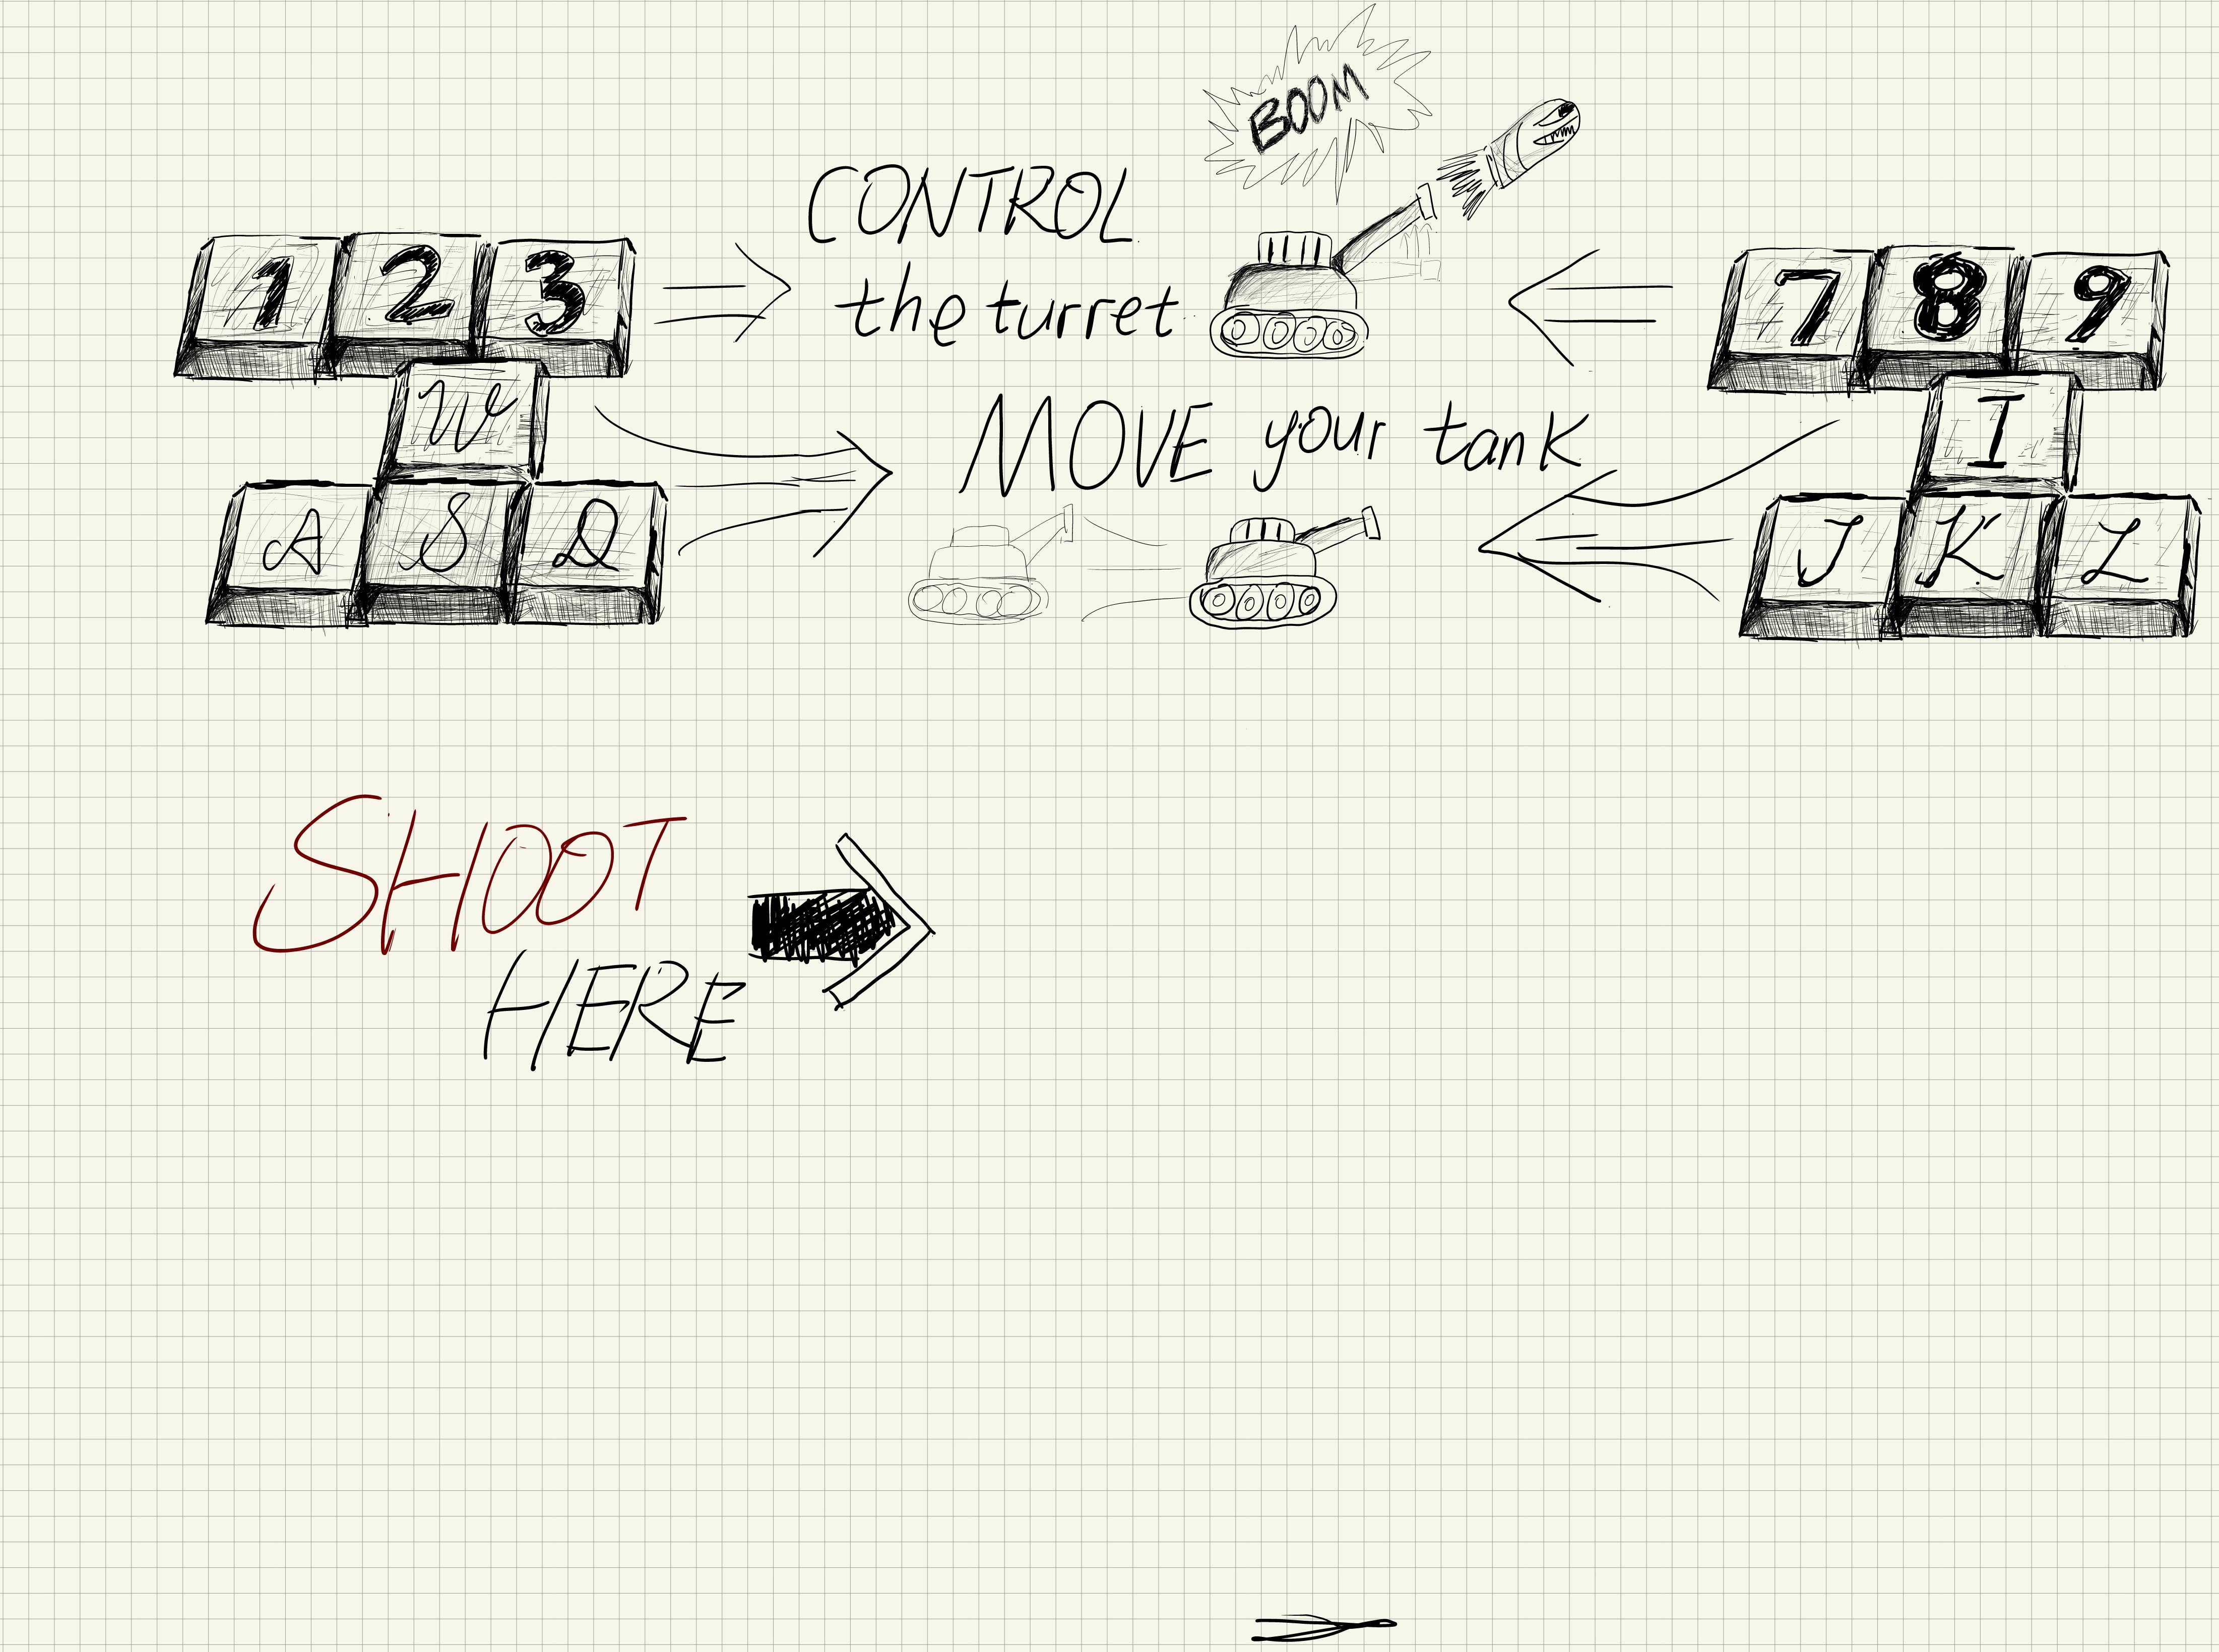 BOOM
CONTROL
the turret
1 2 3
7 8 9
W
I
MOVE your tank
A S D
J K L
SHOOT
HERE